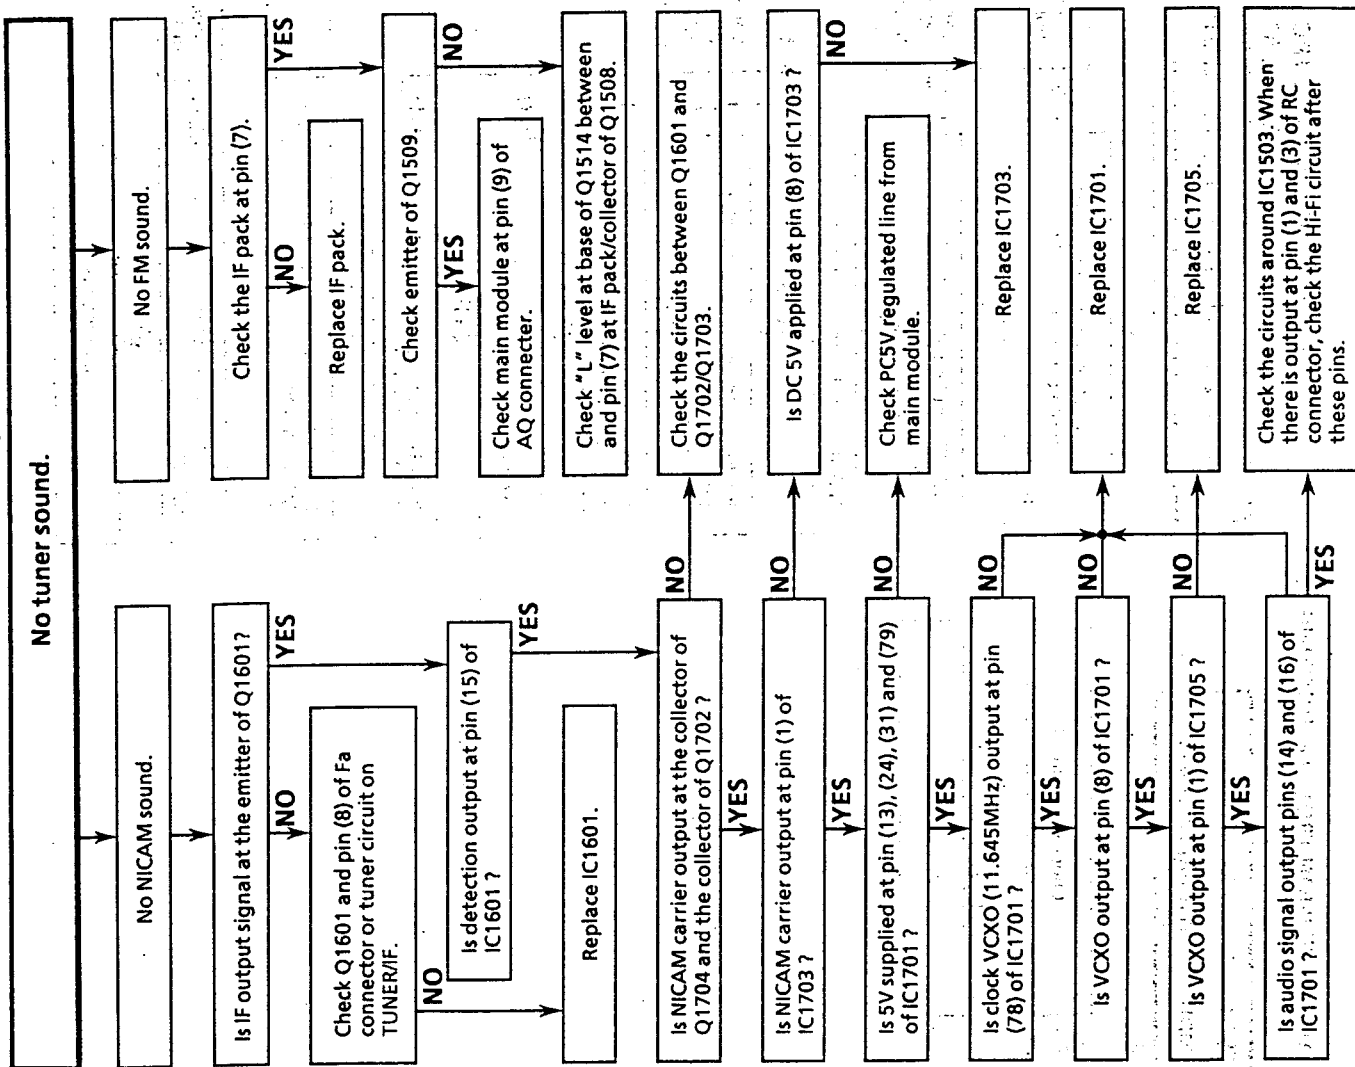 No tuner sound.
No NICAM sound.
Is IF output signal at the emitter of Q1601?
YES
NO
Check Q1601 and pin (8) of Fa
connector or tuner circuit on
TUNER/IF.
NO
Is detection output at pin (15) of
IC1601 ?
YES
Replace IC1601.
Is NICAM carrier output at the collector of
Q1704 and the collector of Q1702 ?
NO
YES
Is NICAM carrier output at pin (1) of
IC1703 ?
NO
YES
Is 5V supplied at pin (13), (24), (31) and (79)
of IC1701 ?
NO
YES
Is clock VCXO (11.645MHz) output at pin
(78) of IC1701 ?
NO
YES
Is VCXO output at pin (8) of IC1701 ?
NO
YES
Is VCXO output at pin (1) of IC1705 ?
NO
YES
Is audio signal output pins (14) and (16) of
IC1701 ?
YES
No FM sound.
Check the IF pack at pin (7).
YES
NO
Replace IF pack.
Check emitter of Q1509.
NO
YES
Check main module at pin (9) of
AQ connecter.
Check "L" level at base of Q1514 between
and pin (7) at IF pack/collector of Q1508.
Check the circuits between Q1601 and
Q1702/Q1703.
Is DC 5V applied at pin (8) of IC1703 ?
NO
Check PC5V regulated line from
main module.
Replace IC1703.
Replace IC1701.
Replace IC1705.
Check the circuits around IC1503. When
there is output at pin (1) and (3) of RC
connector, check the Hi-Fi circuit after
these pins.